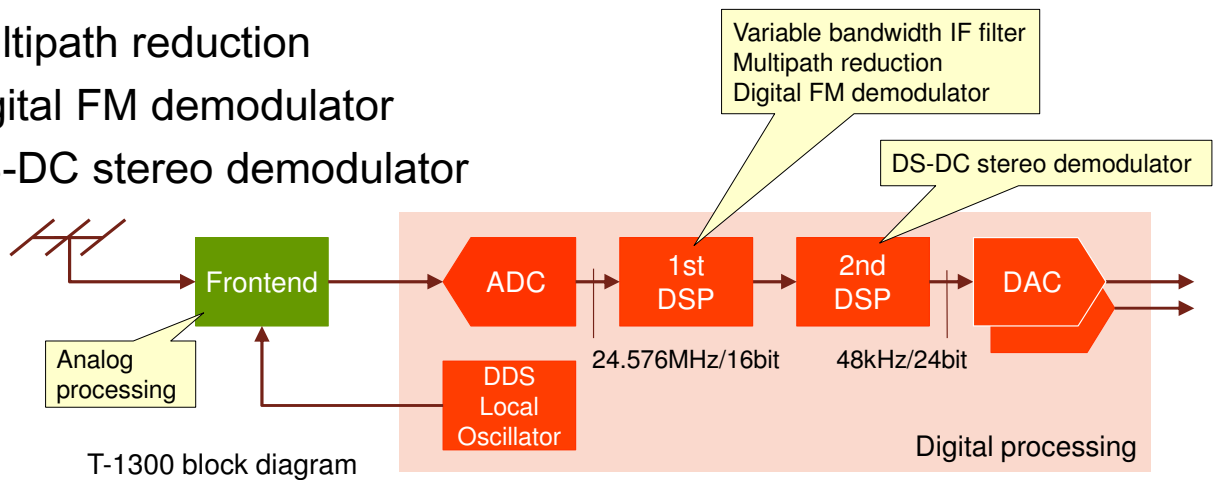 ltipath reduction
gital FM demodulator
-DC stereo demodulator
Variable bandwidth IF filter
Multipath reduction
Digital FM demodulator
DS-DC stereo demodulator
Frontend
ADC
1st
DSP
2nd
DSP
DAC
Analog
processing
24.576MHz/16bit
48kHz/24bit
DDS
Local
Oscillator
Digital processing
T-1300 block diagram